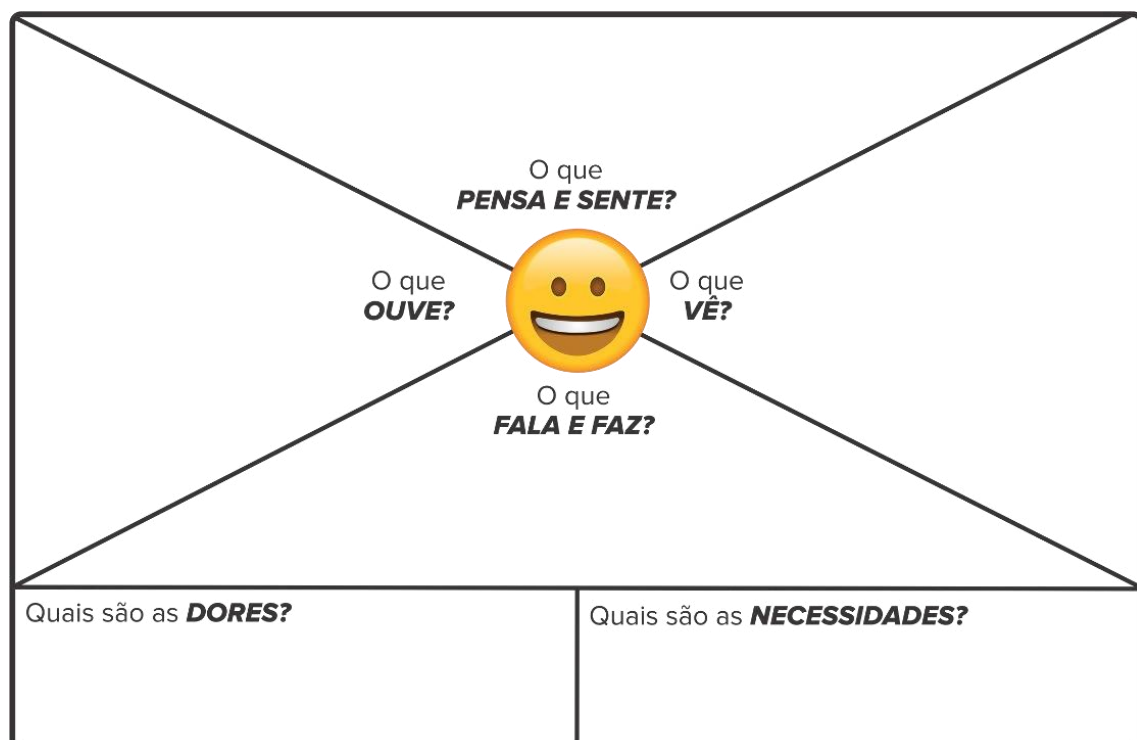 O que
PENSA E SENTE?
O que
OUVE?
O que
VÊ?
O que
FALA E FAZ?
Quais são as DORES?
Quais são as NECESSIDADES?